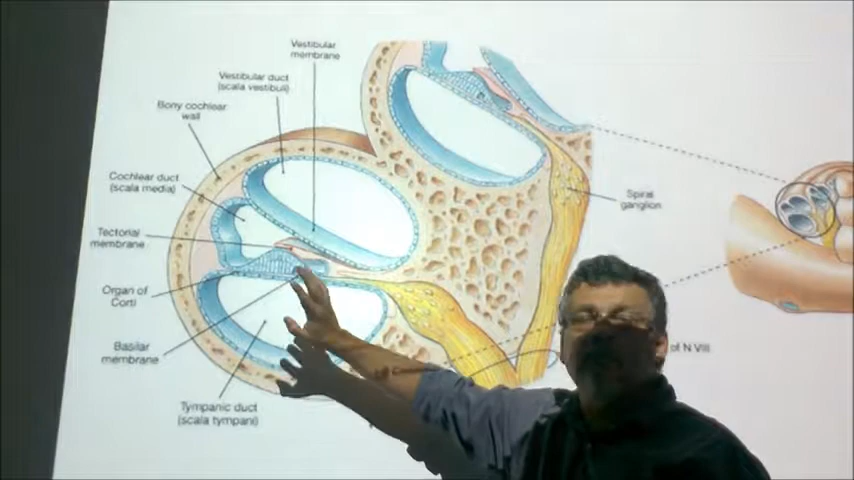 Vestibular
membrane
Vestibular duct
(scala vestibuli)
Bony cochlear
wall
Cochlear duct
(scala media)
Spiral
ganglion
Tectorial
membrane
Organ of
Corti
Basilar
membrane
of N VIII
Tympanic duct
(scala tympani)